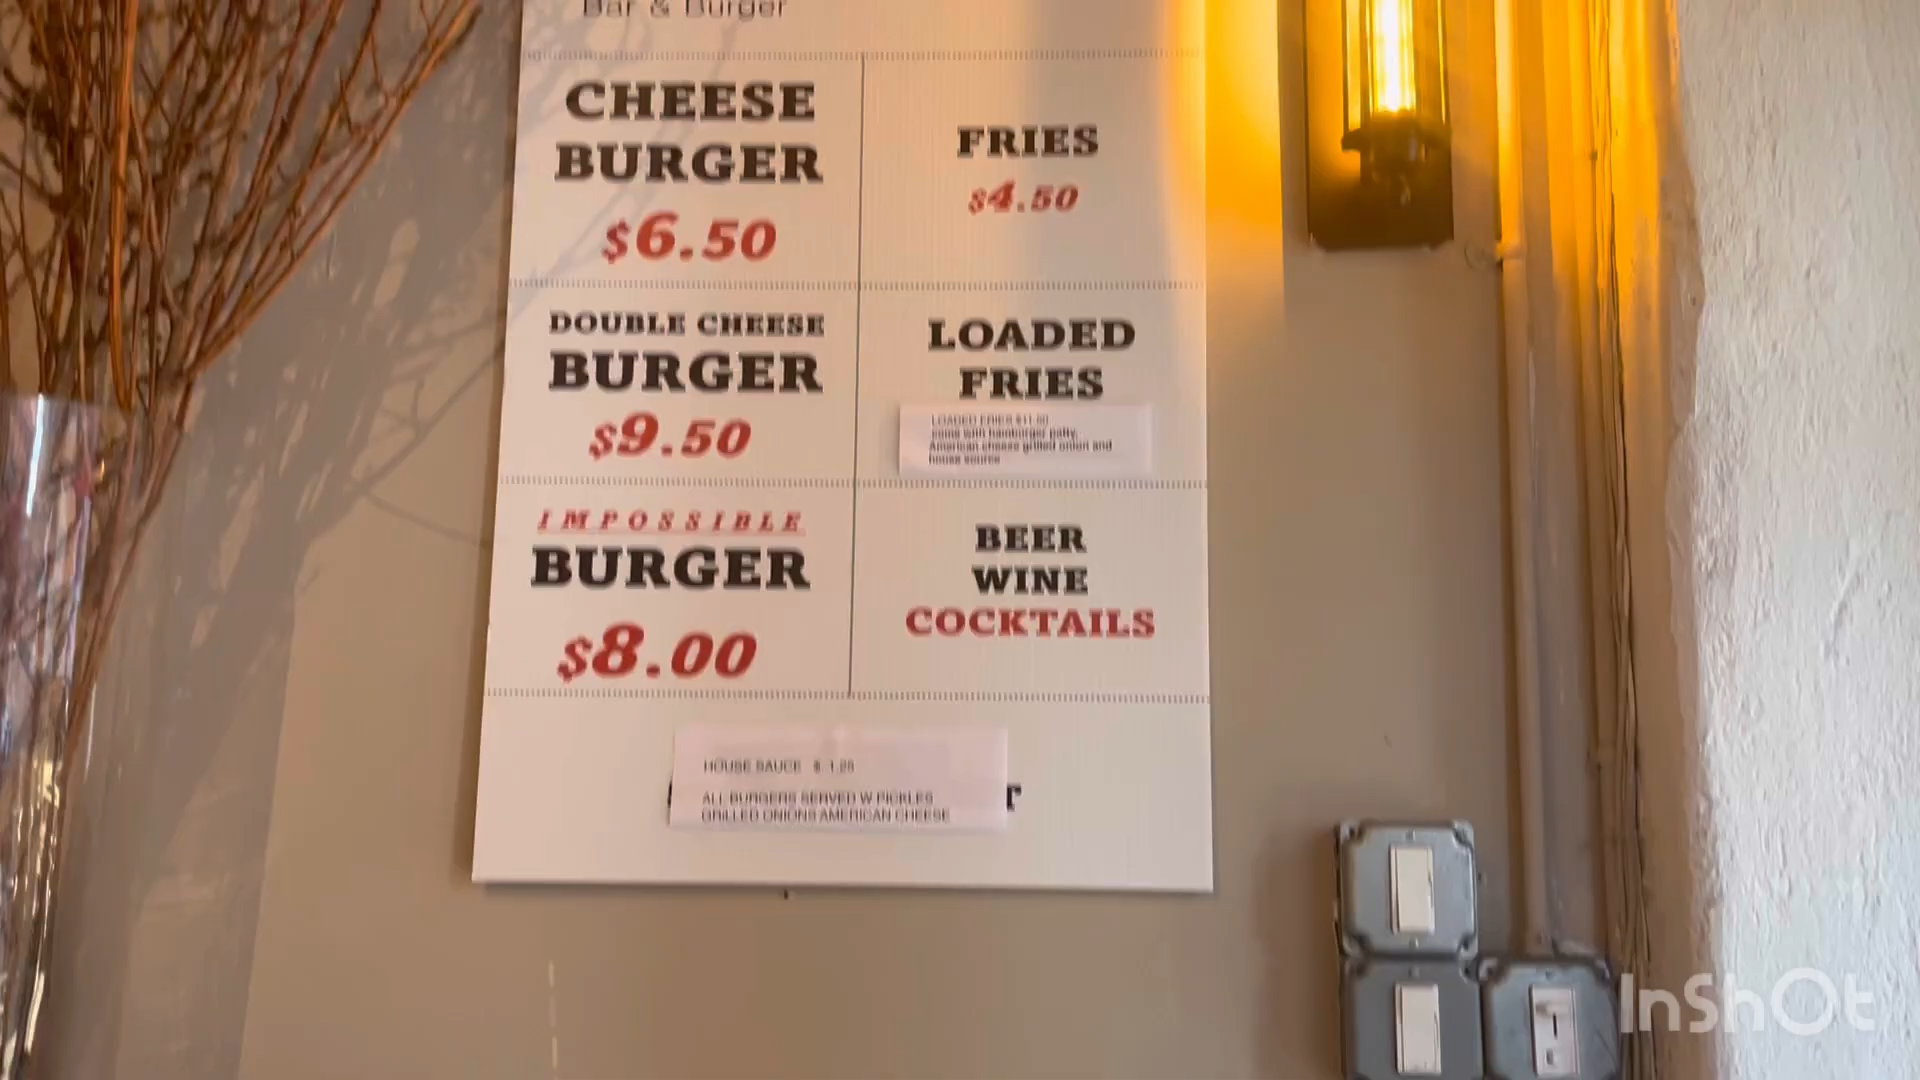 Bar & Burger
CHEESE
BURGER
$6.50
FRIES
$4.50
DOUBLE CHEESE
BURGER
$9.50
LOADED
FRIES
LOADED FRIES $11.50
come with hamburger patty,
American cheese grilled onion and
house source
IMPOSSIBLE
BURGER
$8.00
BEER
WINE
COCKTAILS
HOUSE SAUCE $ 1.25
ALL BURGERS SERVED W PICKLES
GRILLED ONIONS AMERICAN CHEESE
InShOt